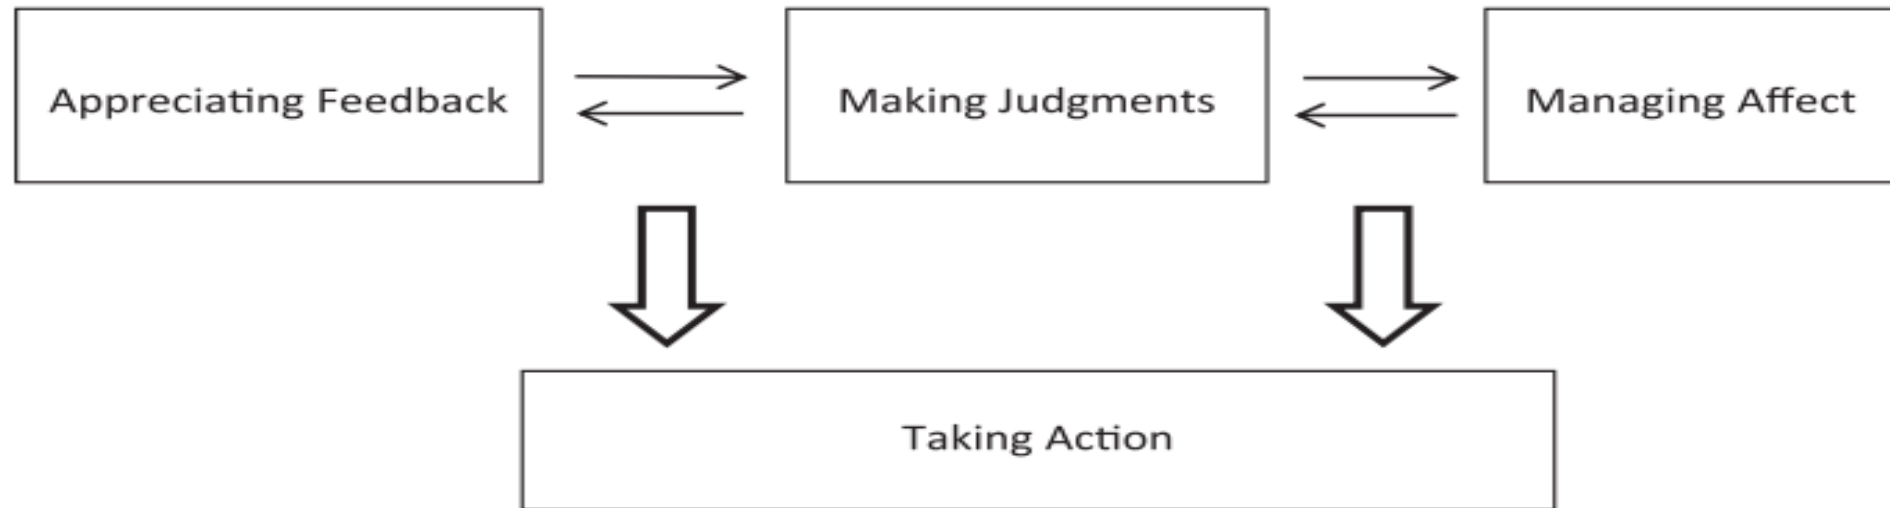 Appreciating Feedback
Making Judgments
Managing Affect
Taking Action